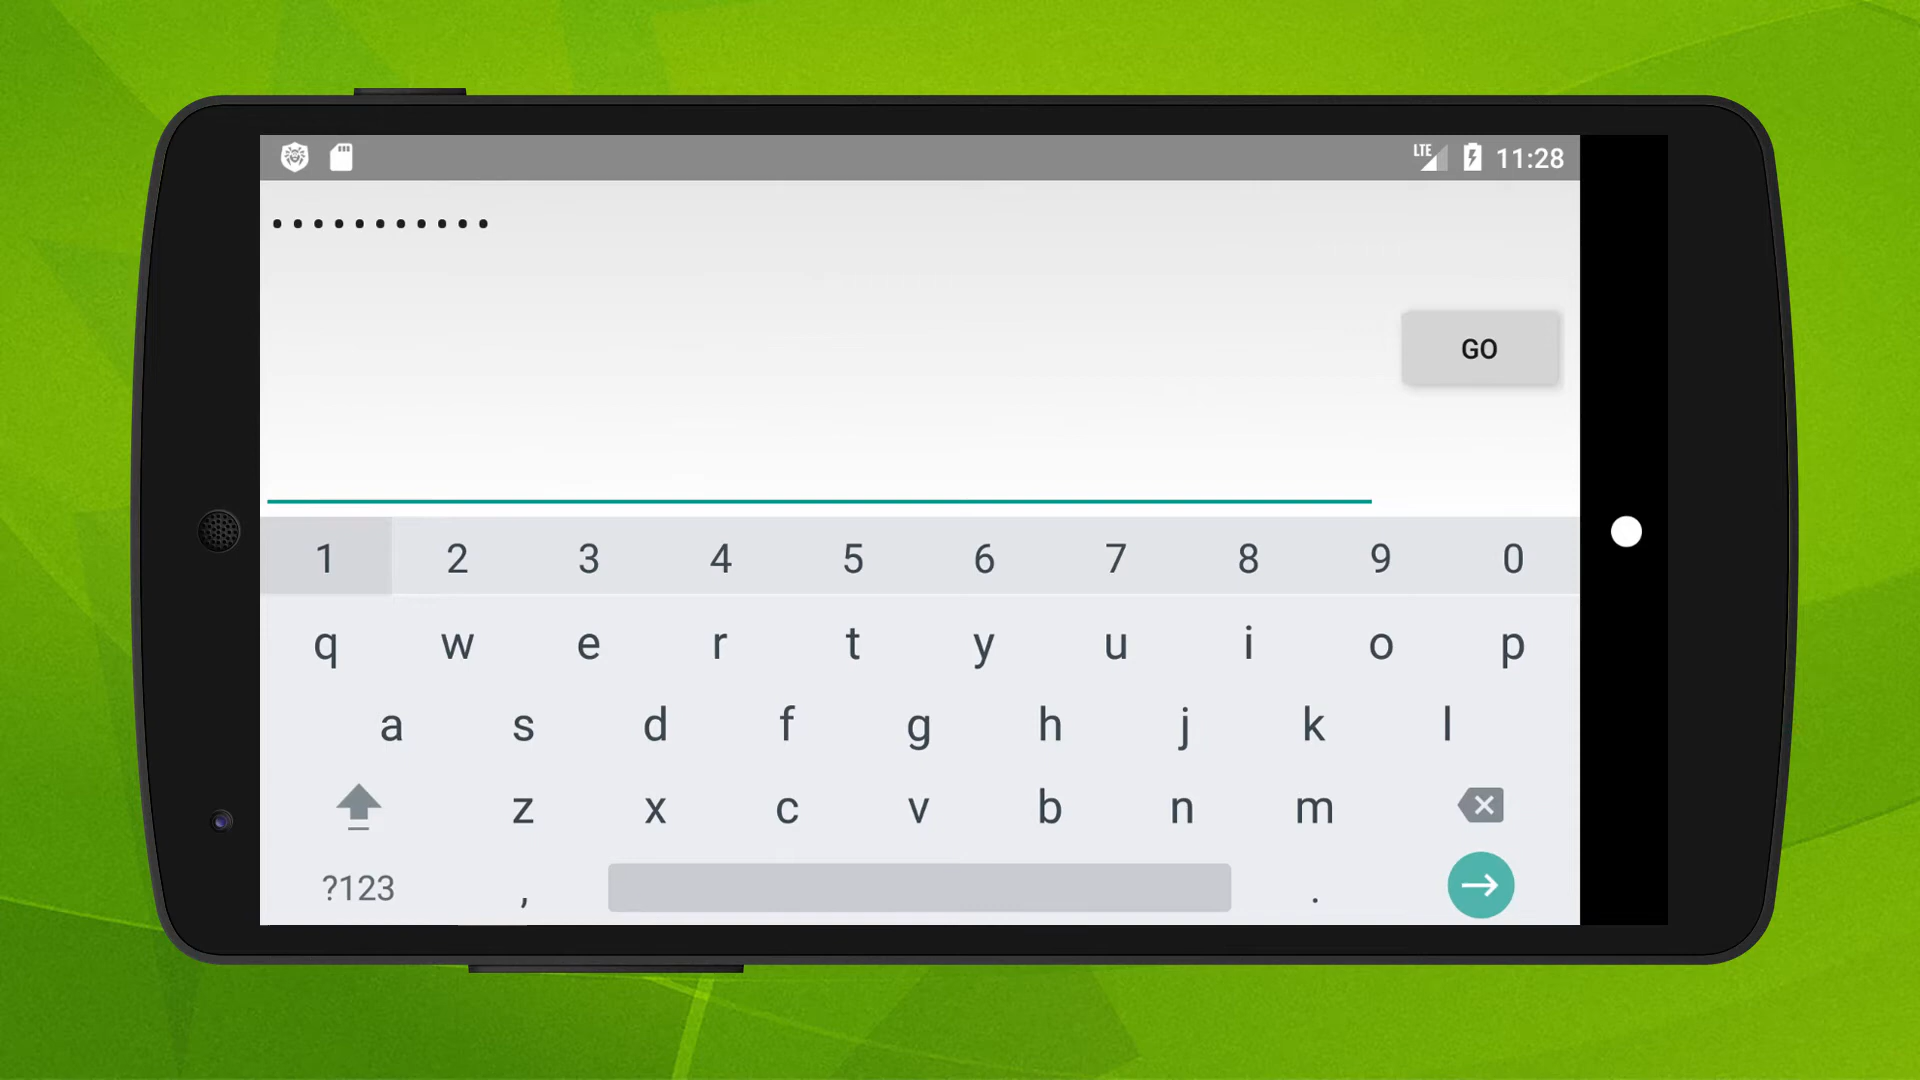 LTE 11:28
...........
GO
1 2 3 4 5 6 7 8 9 0
q w e r t y u i o p
a s d f g h j k l
z x c v b n m
?123 , .